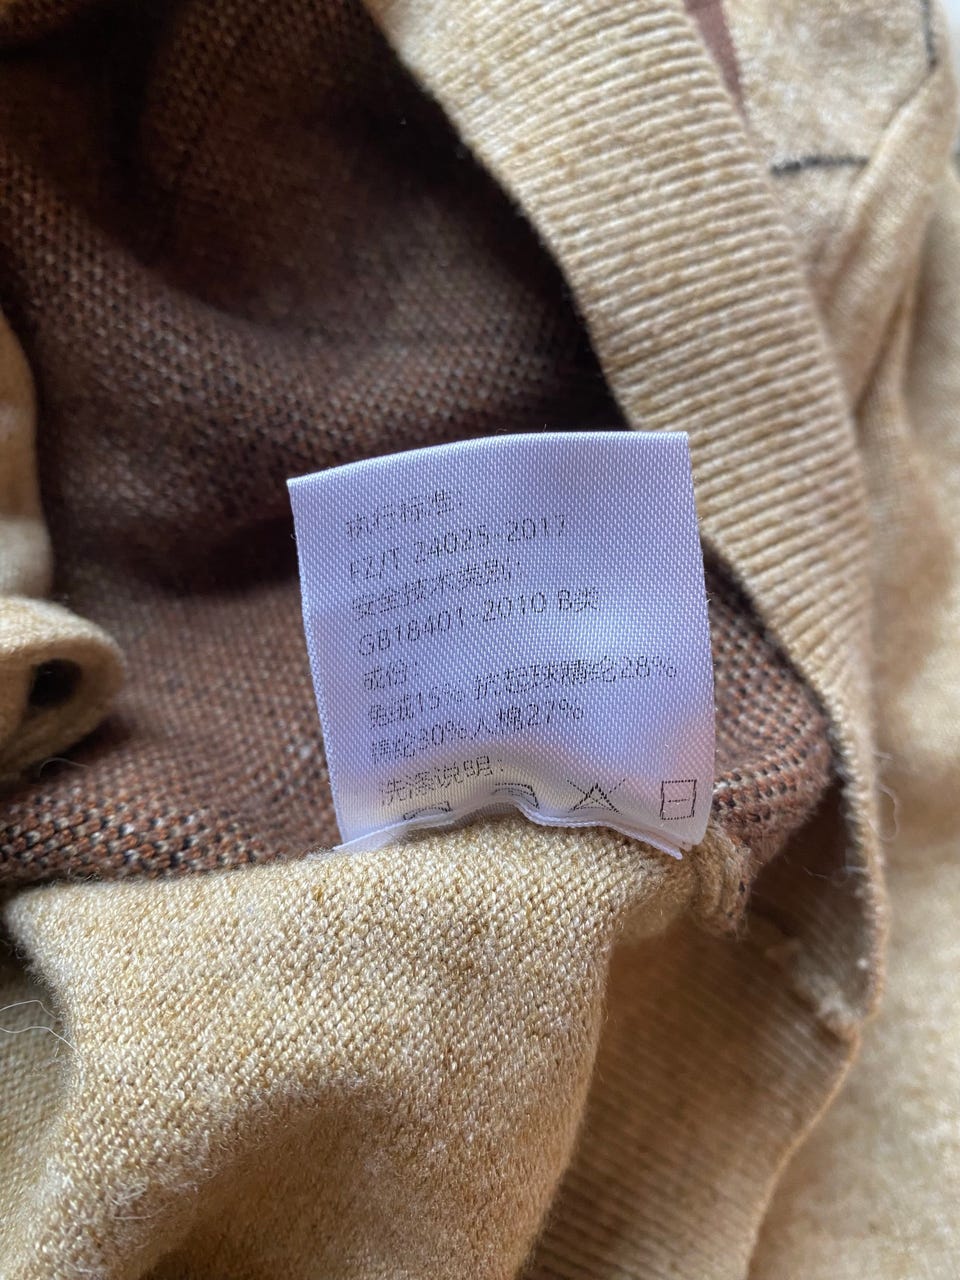 执行标准:
FZ/T 24025-2017
安全技术类别:
GB18401-2010 B类
成份:
兔绒15% 抗起球腈纶28%
锦纶30%人棉27%
洗涤说明: